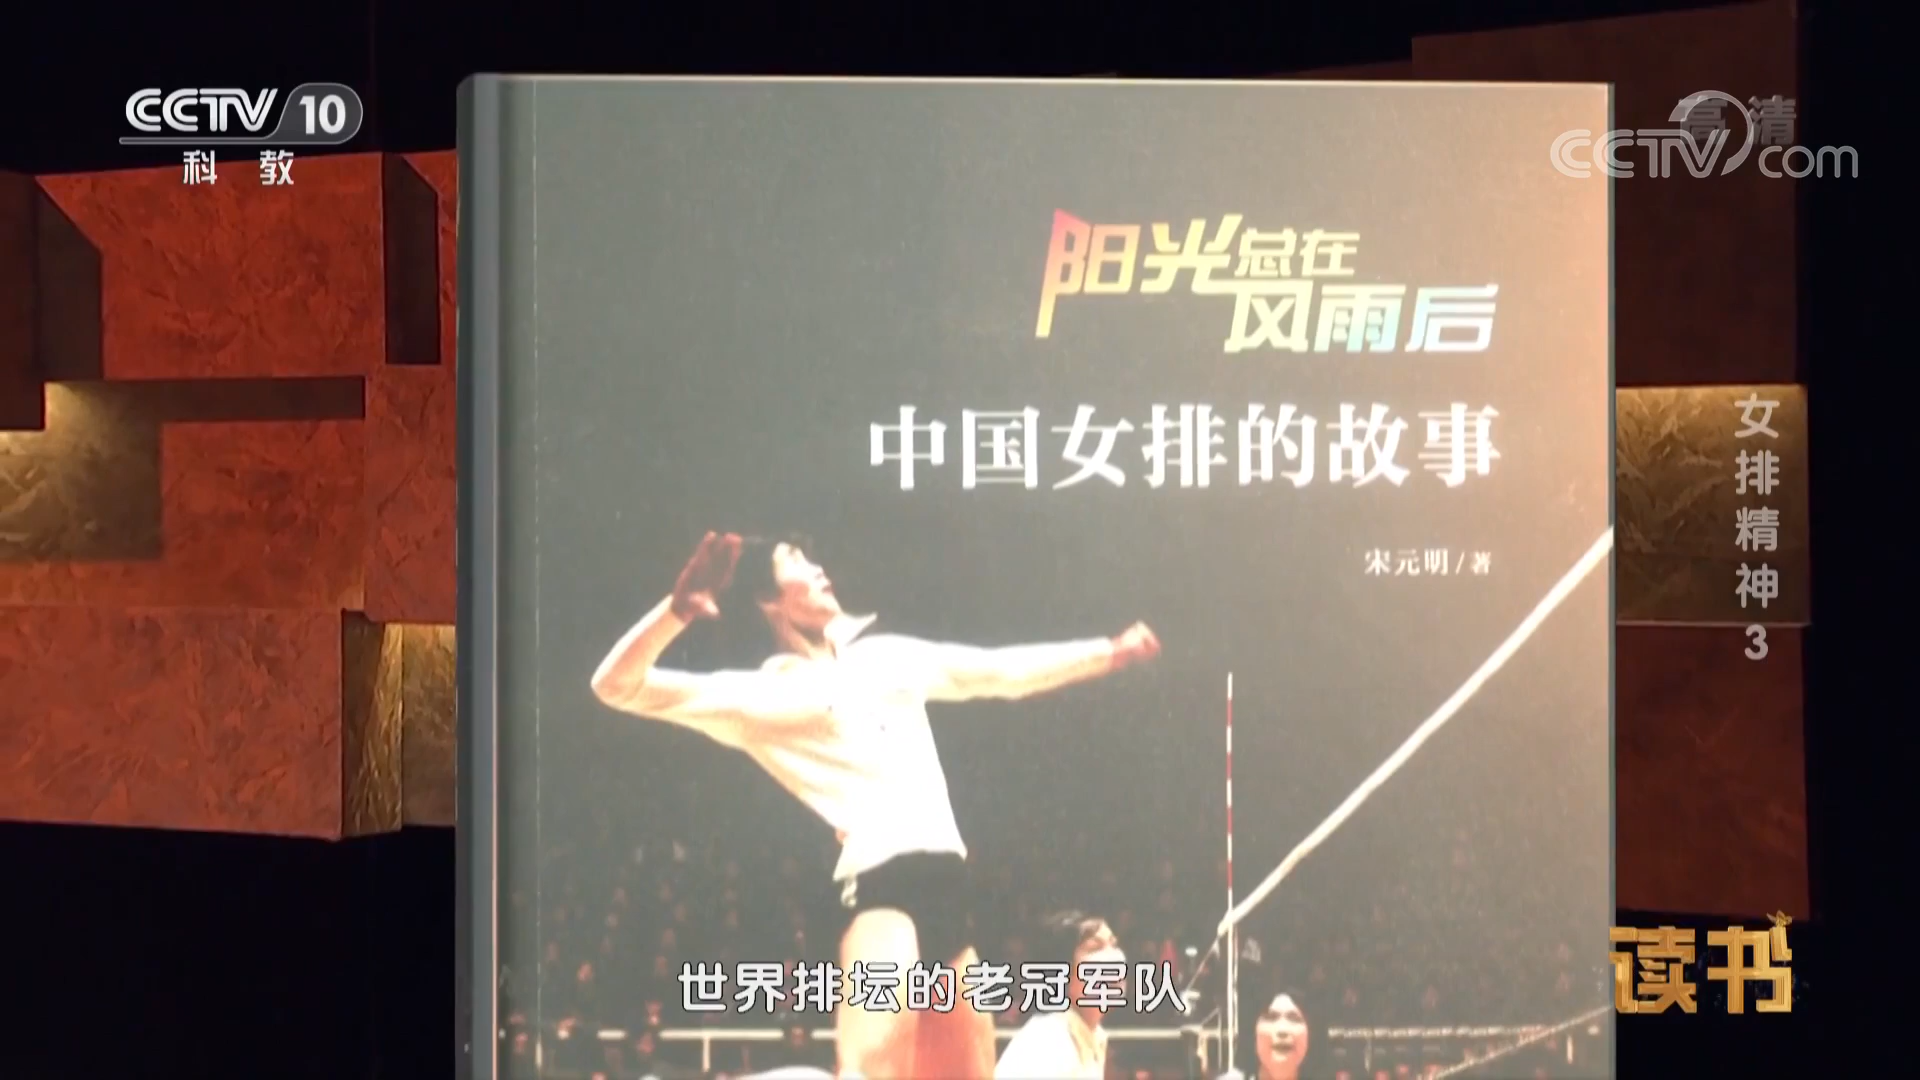 CCTV 10
科教
高清
CCTV.com
阳光总在
风雨后
中国女排的故事
宋元明/著
女排精神3
世界排坛的老冠军队
读书